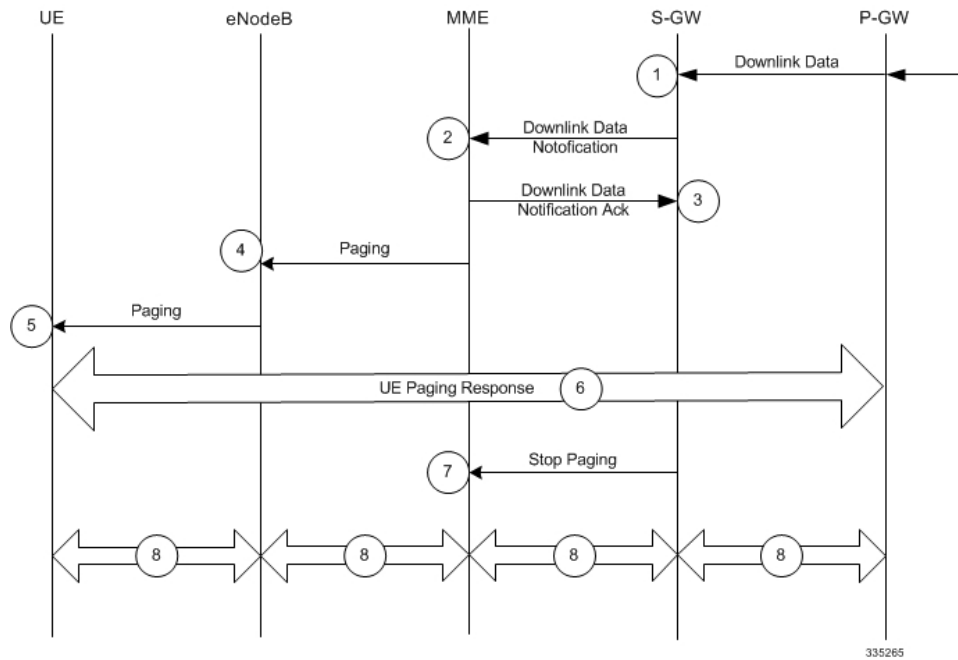 UE eNodeB MME S-GW P-GW
1 Downlink Data
2 Downlink Data
Notofication
Downlink Data
Notification Ack 3
4 Paging
5 Paging
UE Paging Response 6
7 Stop Paging
8 8 8 8
335265